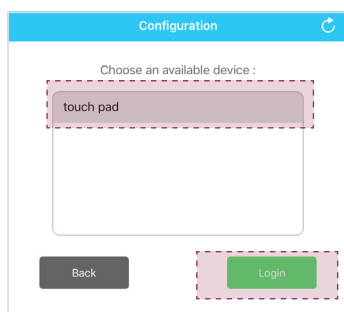 Configuration
Choose an available device :
touch pad
Back
Login